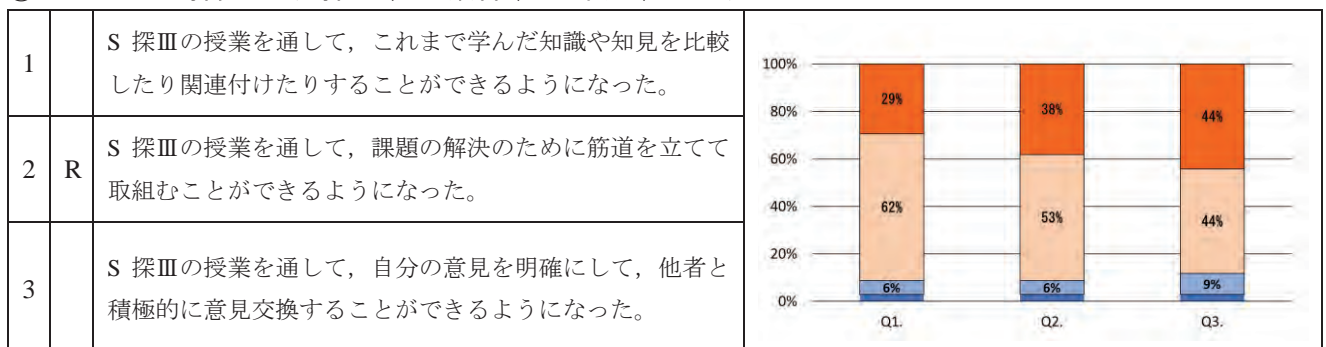 1
S 探Ⅲの授業を通して，これまで学んだ知識や知見を比較
したり関連付けたりすることができるようになった。
2
R
S 探Ⅲの授業を通して，課題の解決のために筋道を立てて
取組むことができるようになった。
3
S 探Ⅲの授業を通して，自分の意見を明確にして，他者と
積極的に意見交換することができるようになった。
100%
80%
60%
40%
20%
0%
29%
62%
6%
38%
53%
6%
44%
44%
9%
Q1.
Q2.
Q3.